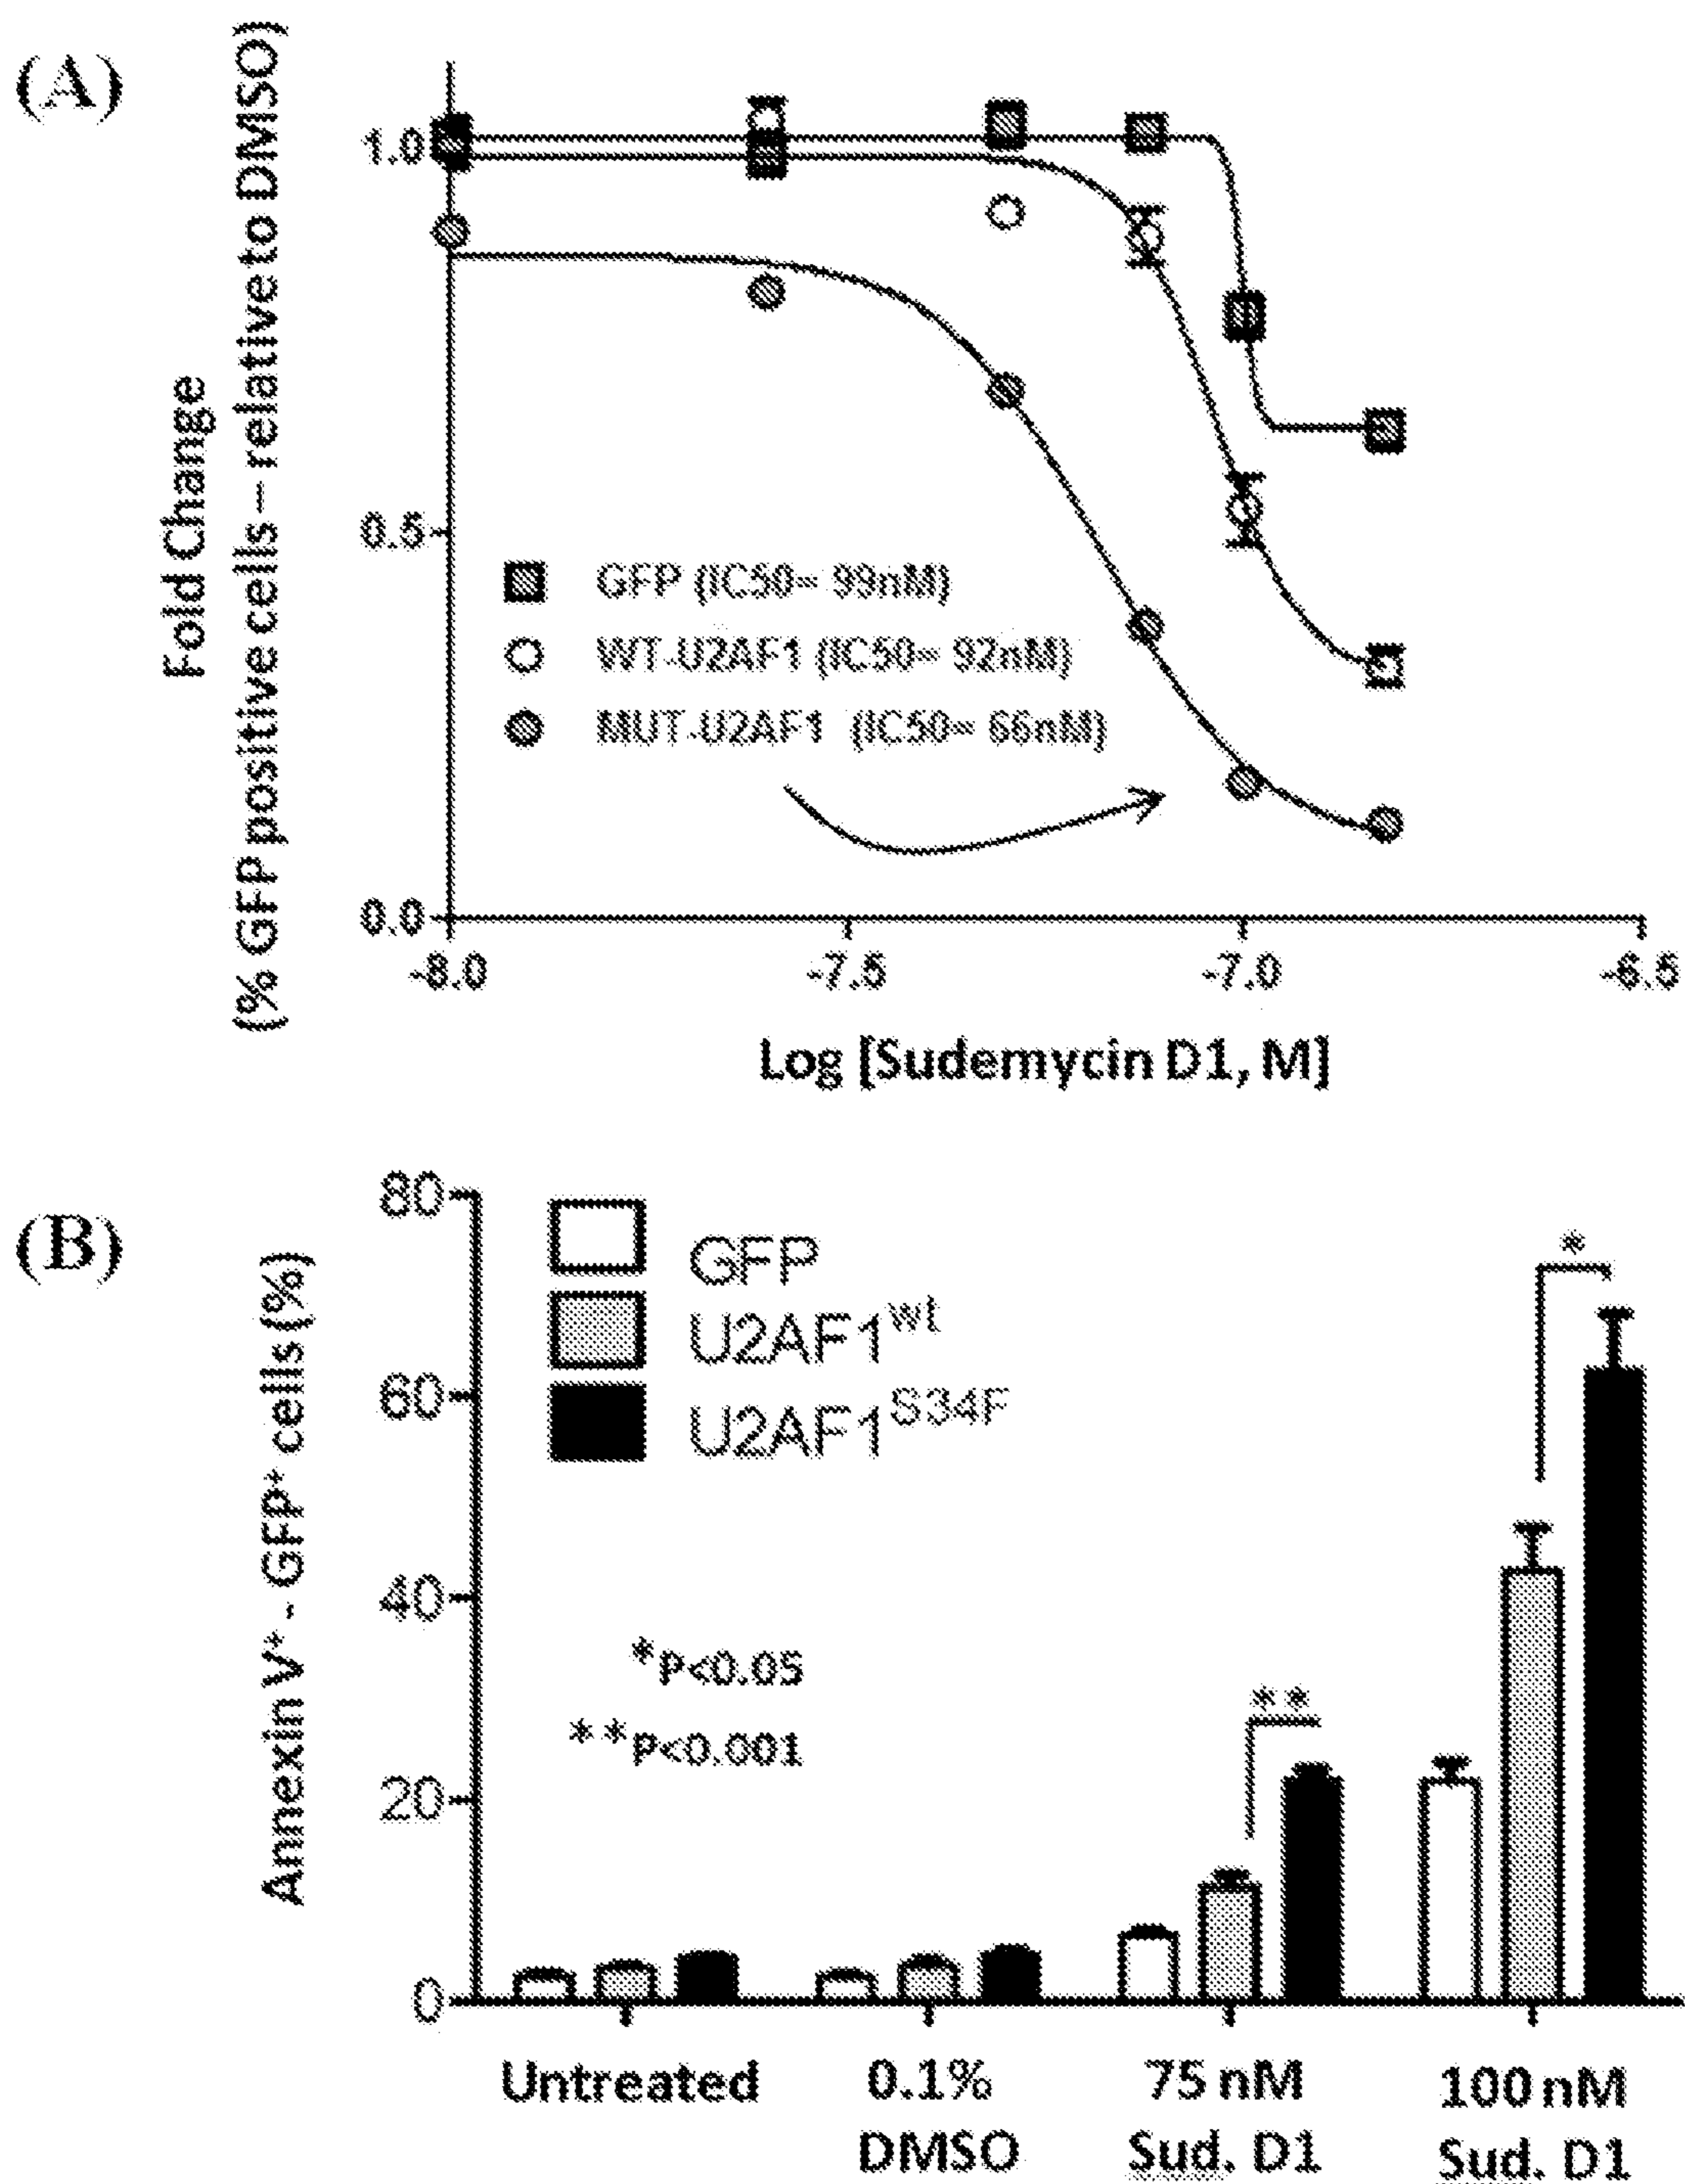 (A)
Fold Change
(% GFP positive cells – relative to DMSO)
1.0
0.5
0.0
GFP (IC50= 99nM)
WT-U2AF1 (IC50= 92nM)
MUT-U2AF1 (IC50= 66nM)
-8.0 -7.5 -7.0 -6.5
Log [Sudemycin D1, M]
(B)
Annexin V⁺ - GFP⁺ cells (%)
80
60
40
20
0
GFP
U2AF1ʷᵗ
U2AF1^S34F
*P<0.05
**P<0.001
**
*
Untreated 0.1% 75 nM 100 nM
DMSO Sud. D1 Sud. D1